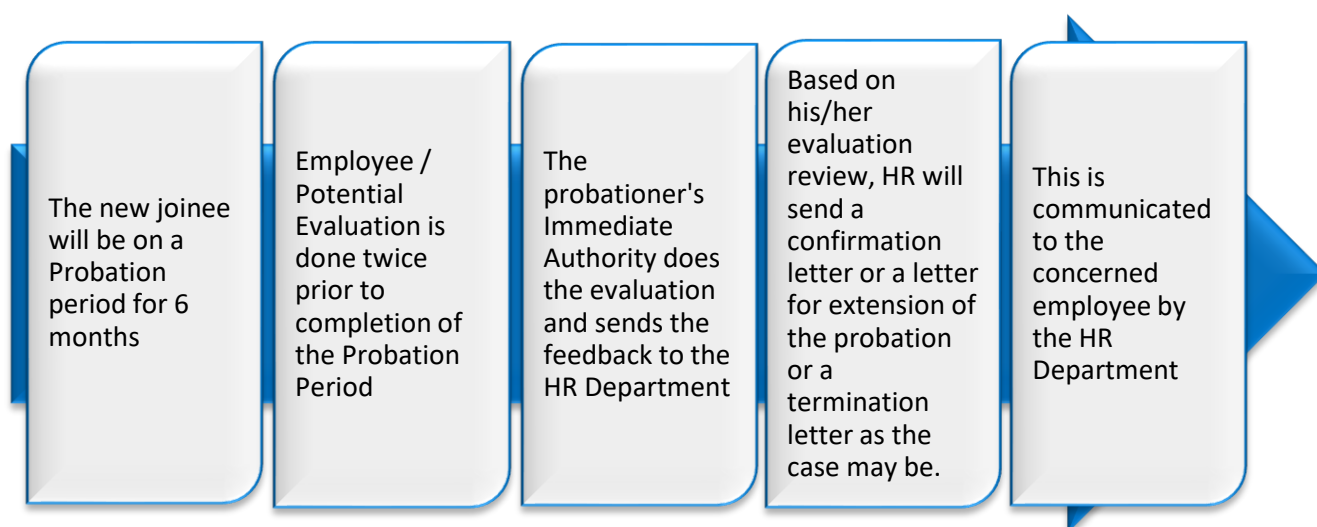 The new joinee
will be on a
Probation
period for 6
months
Employee /
Potential
Evaluation is
done twice
prior to
completion of
the Probation
Period
The
probationer's
Immediate
Authority does
the evaluation
and sends the
feedback to the
HR Department
Based on
his/her
evaluation
review, HR will
send a
confirmation
letter or a letter
for extension of
the probation
or a
termination
letter as the
case may be.
This is
communicated
to the
concerned
employee by
the HR
Department